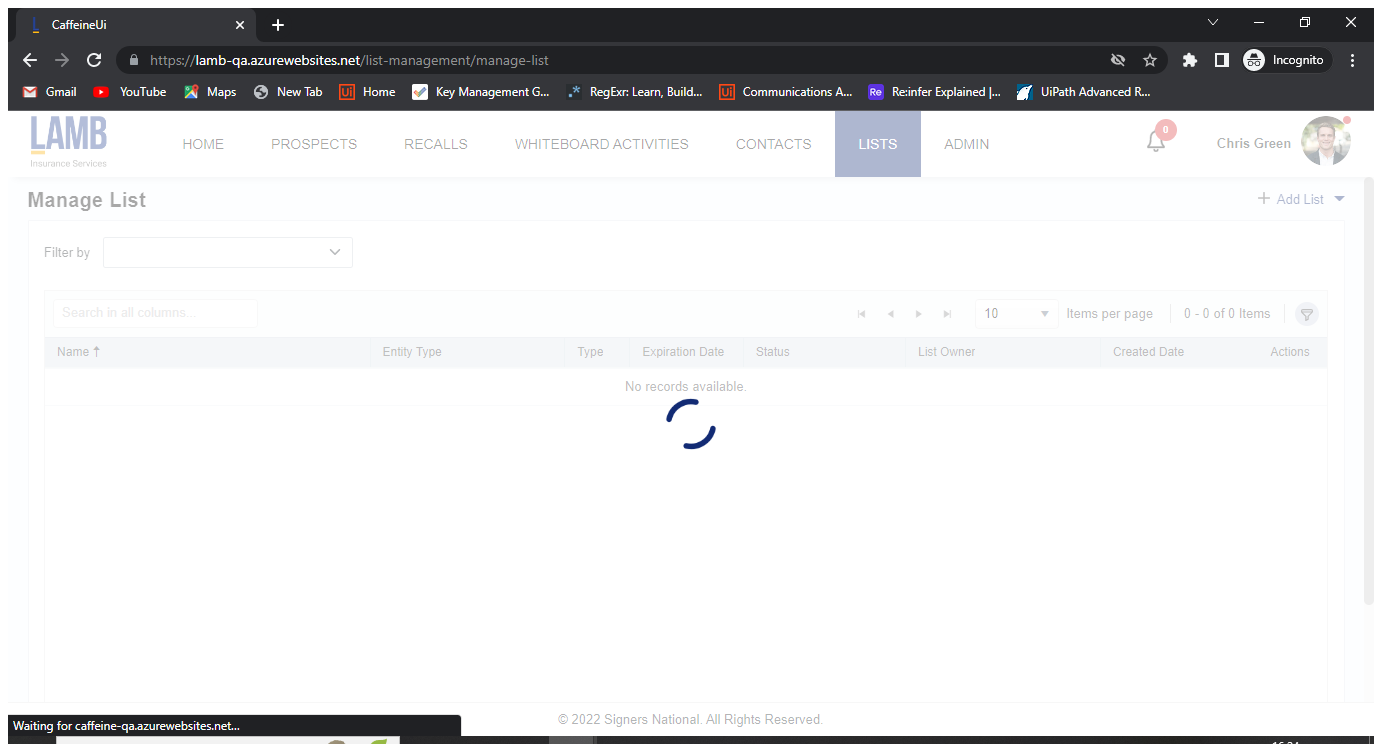 CaffeineUi
https://lamb-qa.azurewebsites.net/list-management/manage-list
Incognito
Gmail YouTube Maps New Tab Home Key Management G... RegExr: Learn, Build... Communications A... Re:infer Explained |... UiPath Advanced R...
LAMB
Insurance Services
HOME PROSPECTS RECALLS WHITEBOARD ACTIVITIES CONTACTS LISTS ADMIN 0 Chris Green
Manage List
+ Add List
Filter by
Search in all columns...
10 Items per page 0 - 0 of 0 Items
Name ↑ Entity Type Type Expiration Date Status List Owner Created Date Actions
No records available.
© 2022 Signers National. All Rights Reserved.
Waiting for caffeine-qa.azurewebsites.net...